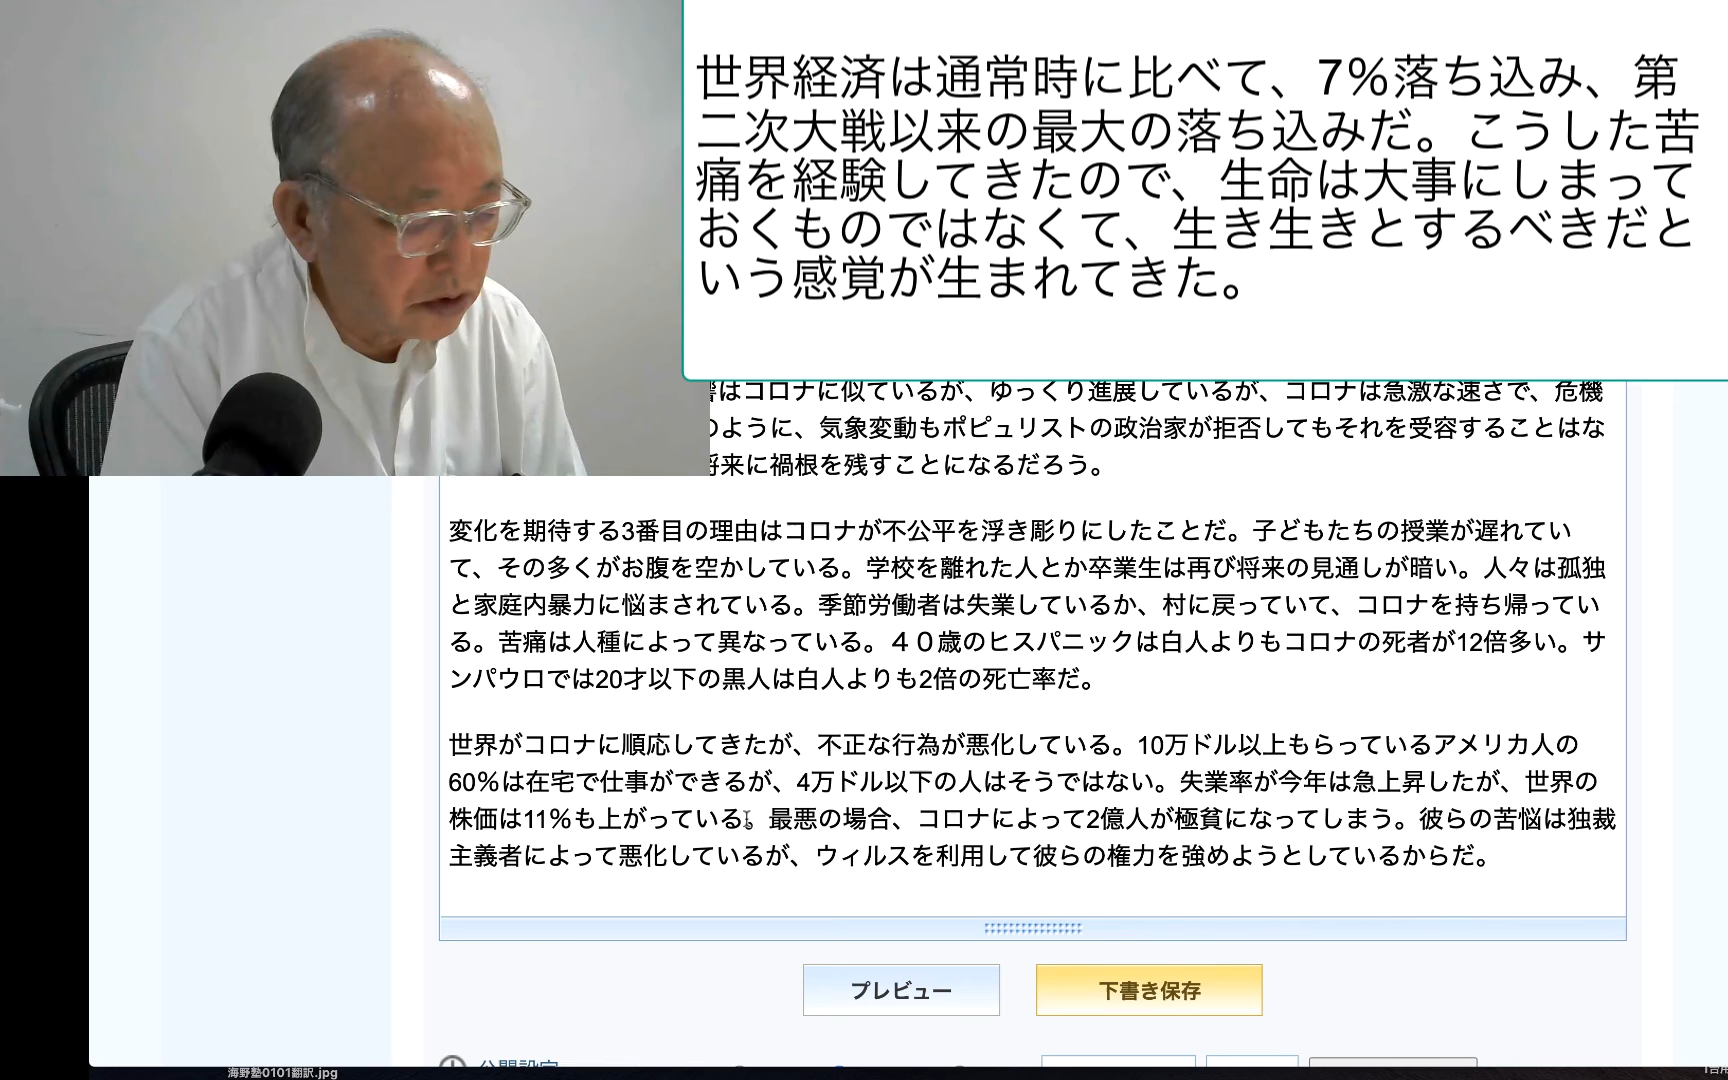 世界経済は通常時に比べて、7%落ち込み、第
二次大戦以来の最大の落ち込みだ。こうした苦
痛を経験してきたので、生命は大事にしまって
おくものではなくて、生き生きとするべきだと
いう感覚が生まれてきた。
はコロナに似ているが、ゆっくり進展しているが、コロナは急激な速さで、危機
のように、気象変動もポピュリストの政治家が拒否してもそれを受容することはな
将来に禍根を残すことになるだろう。
変化を期待する3番目の理由はコロナが不公平を浮き彫りにしたことだ。子どもたちの授業が遅れてい
て、その多くがお腹を空かしている。学校を離れた人とか卒業生は再び将来の見通しが暗い。人々は孤独
と家庭内暴力に悩まされている。季節労働者は失業しているか、村に戻っていて、コロナを持ち帰ってい
る。苦痛は人種によって異なっている。４０歳のヒスパニックは白人よりもコロナの死者が12倍多い。サ
ンパウロでは20才以下の黒人は白人よりも2倍の死亡率だ。
世界がコロナに順応してきたが、不正な行為が悪化している。10万ドル以上もらっているアメリカ人の
60%は在宅で仕事ができるが、4万ドル以下の人はそうではない。失業率が今年は急上昇したが、世界の
株価は11%も上がっている。最悪の場合、コロナによって2億人が極貧になってしまう。彼らの苦悩は独裁
主義者によって悪化しているが、ウィルスを利用して彼らの権力を強めようとしているからだ。
プレビュー
下書き保存
公開設定
海野塾0101翻訳.jpg